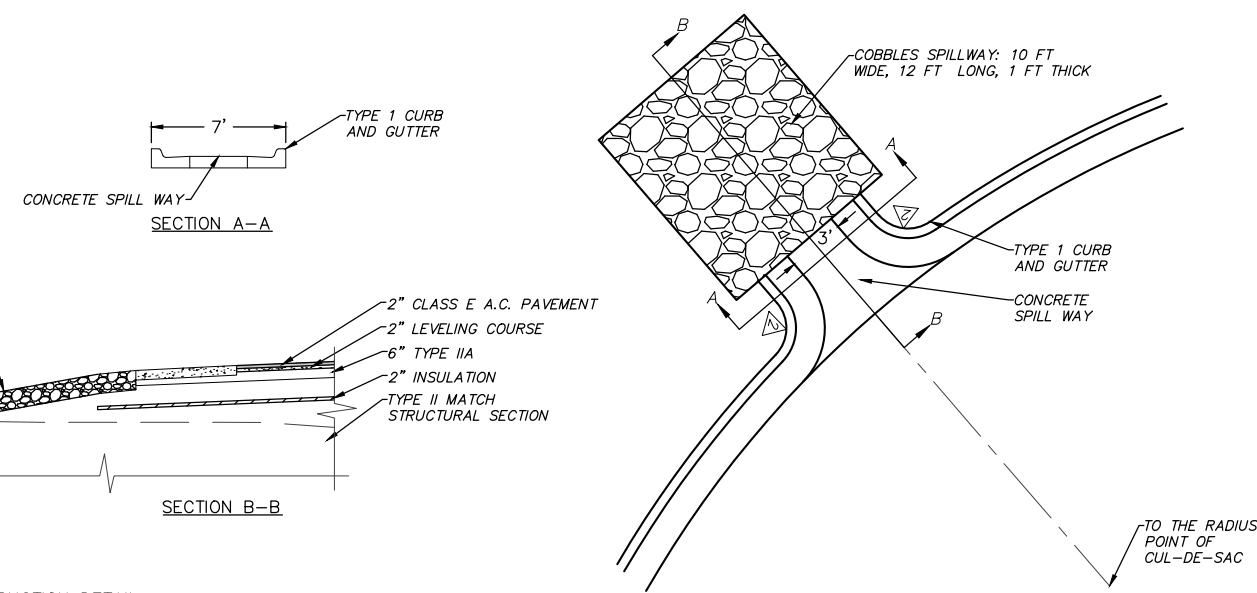 7'
TYPE 1 CURB
AND GUTTER
CONCRETE SPILL WAY
SECTION A-A
B
COBBLES SPILLWAY: 10 FT
WIDE, 12 FT LONG, 1 FT THICK
A
2
3'
TYPE 1 CURB
AND GUTTER
CONCRETE
SPILL WAY
A
2
B
2" CLASS E A.C. PAVEMENT
2" LEVELING COURSE
6" TYPE IIA
2" INSULATION
TYPE II MATCH
STRUCTURAL SECTION
SECTION B-B
TO THE RADIUS
POINT OF
CUL-DE-SAC